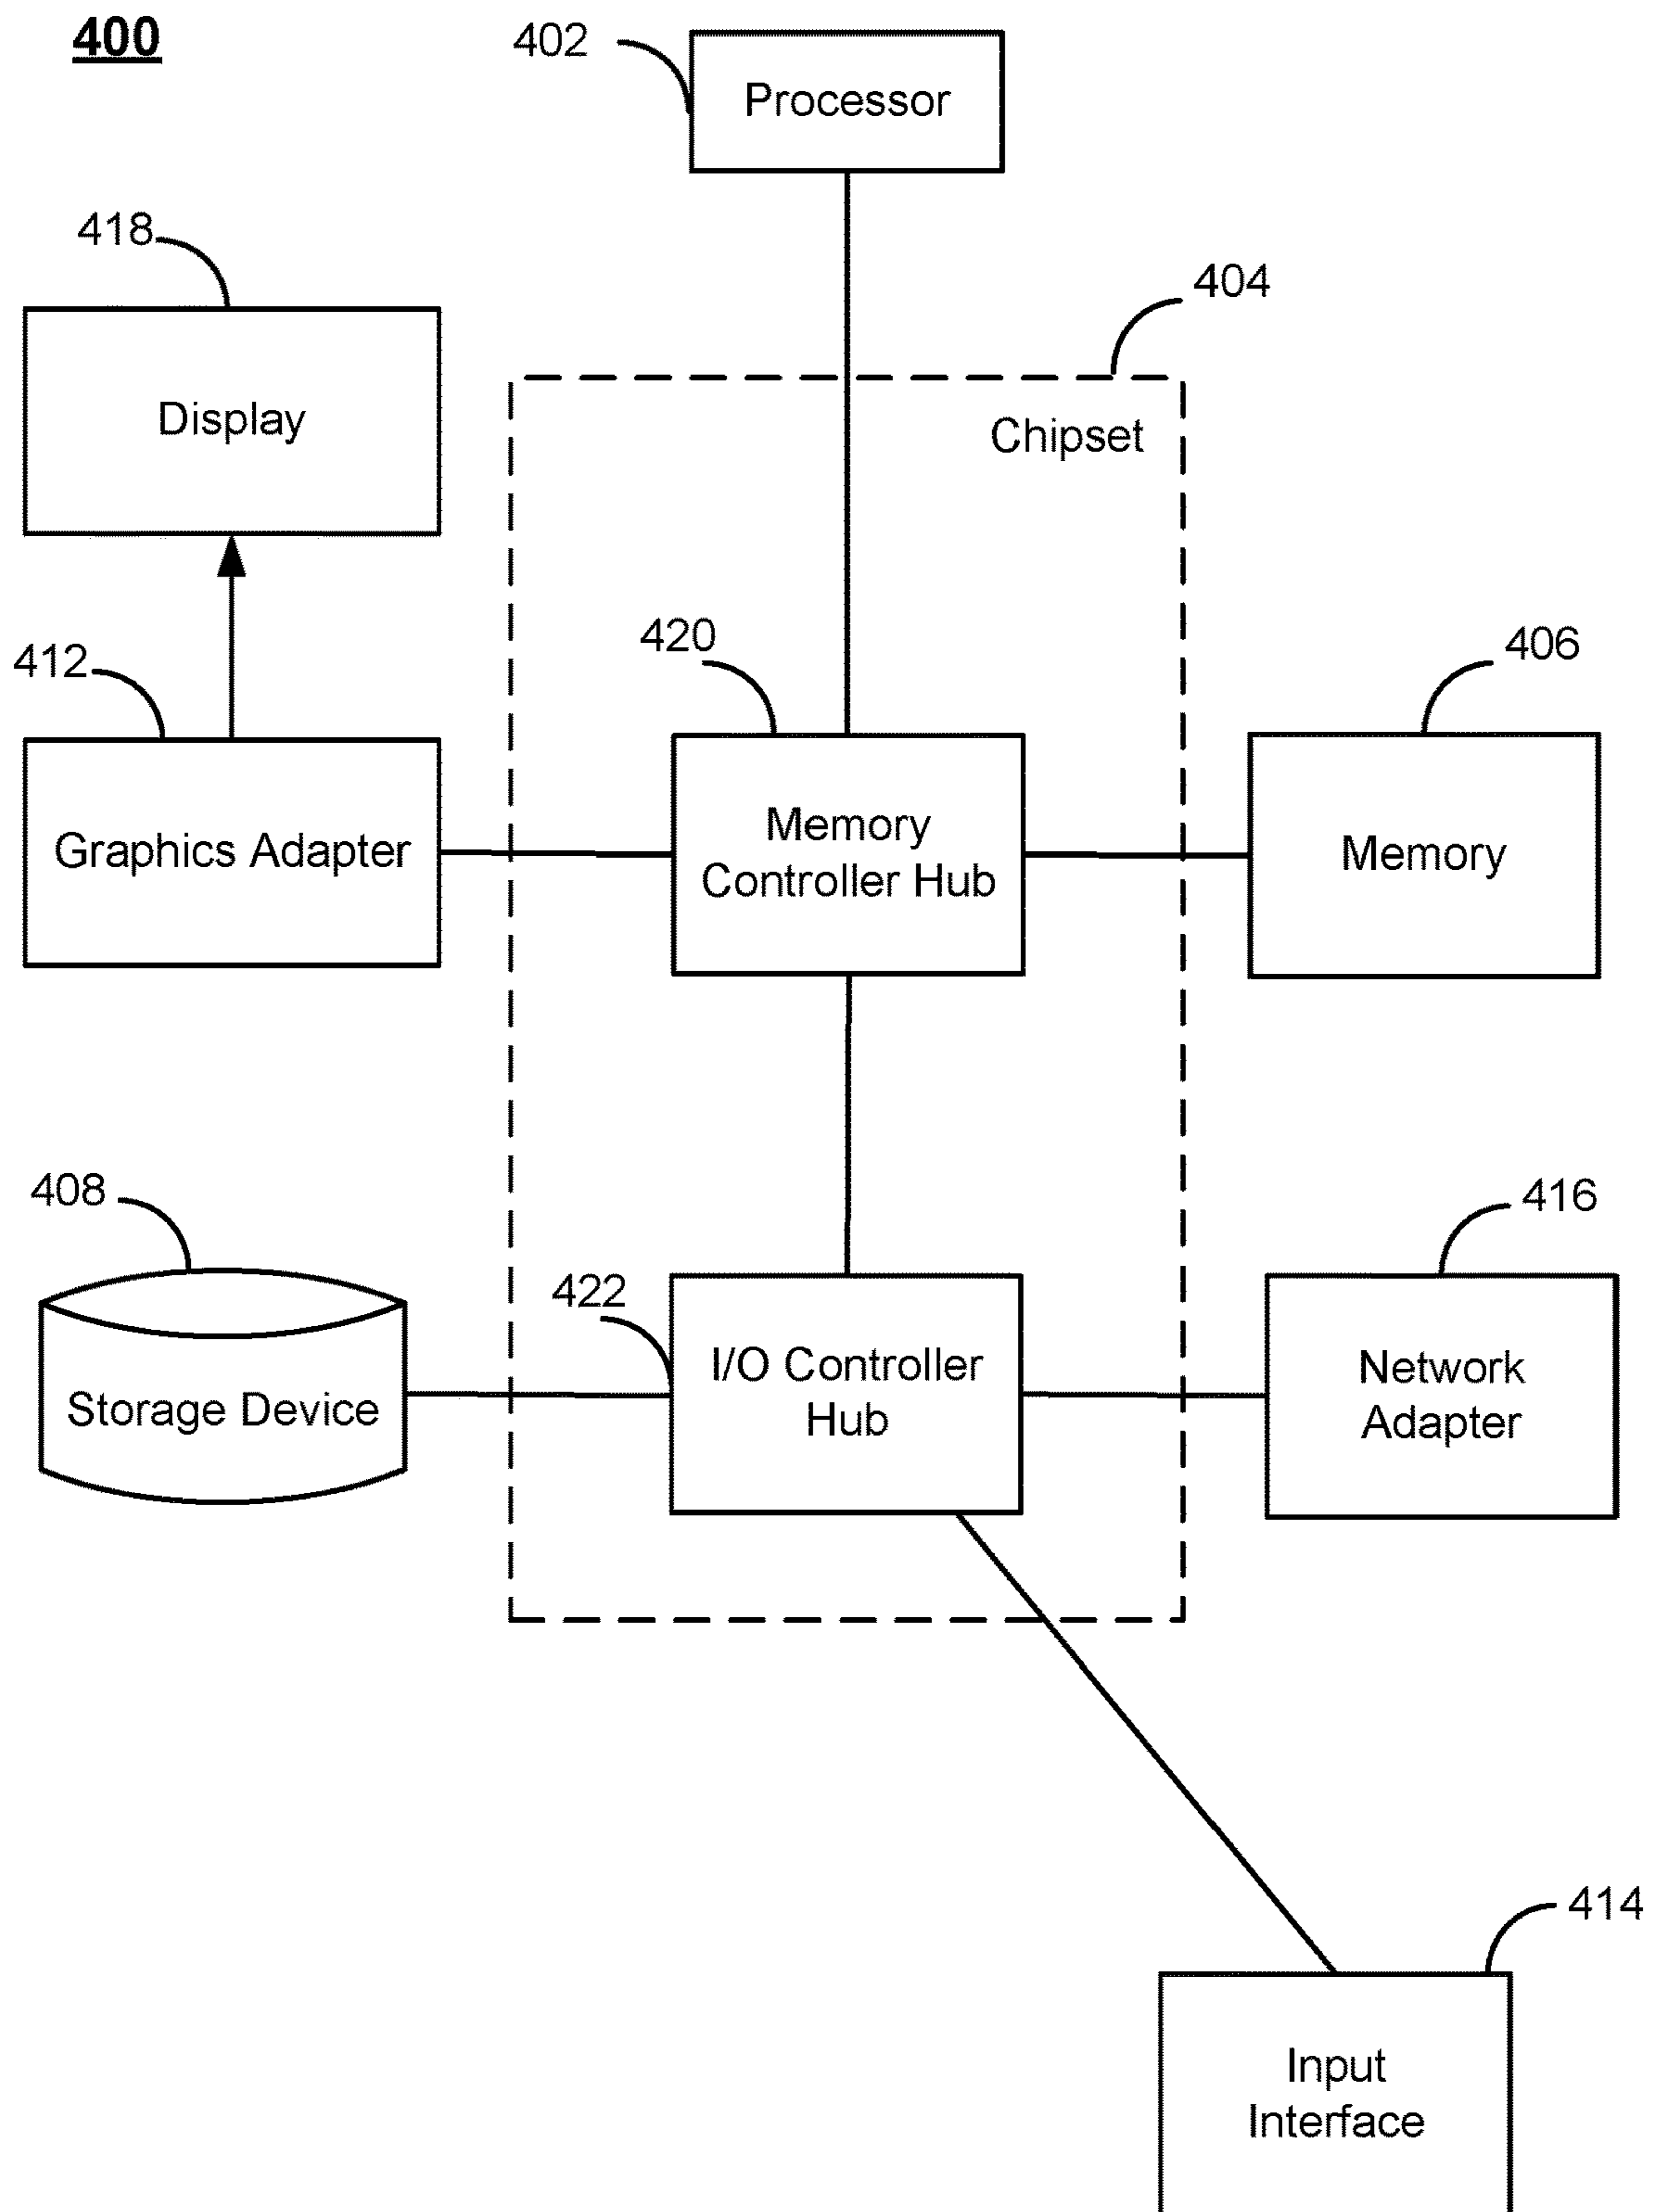 400
402
Processor
418
404
Display
Chipset
420
406
412
Memory
Controller Hub
Graphics Adapter
Memory
408
416
422
I/O Controller
Hub
Storage Device
Network
Adapter
414
Input
Interface